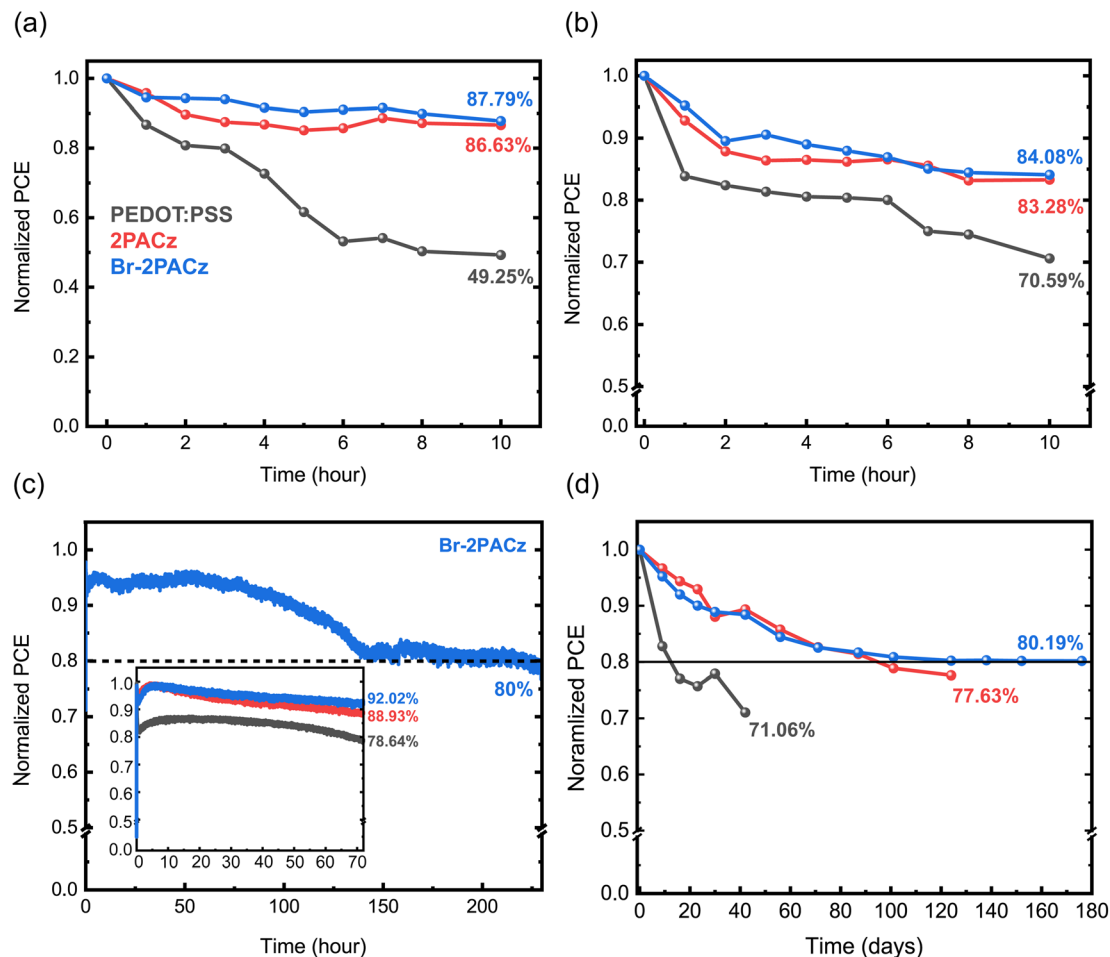 (a)
1.0
0.8
0.6
0.4
0.2
0.0
Normalized PCE
87.79%
86.63%
PEDOT:PSS
2PACz
Br-2PACz
49.25%
0 2 4 6 8 10
Time (hour)
(b)
1.0
0.9
0.8
0.7
0.6
0.5
0.0
Normalized PCE
84.08%
83.28%
70.59%
0 2 4 6 8 10
Time (hour)
(c)
1.0
0.9
0.8
0.7
0.6
0.5
0.0
Normalized PCE
Br-2PACz
80%
1.0
0.9
0.8
0.7
0.6
0.5
0.0
92.02%
88.93%
78.64%
0 10 20 30 40 50 60 70
0 50 100 150 200
Time (hour)
(d)
1.0
0.9
0.8
0.7
0.6
0.5
0.0
Noramlized PCE
80.19%
77.63%
71.06%
0 20 40 60 80 100 120 140 160 180
Time (days)